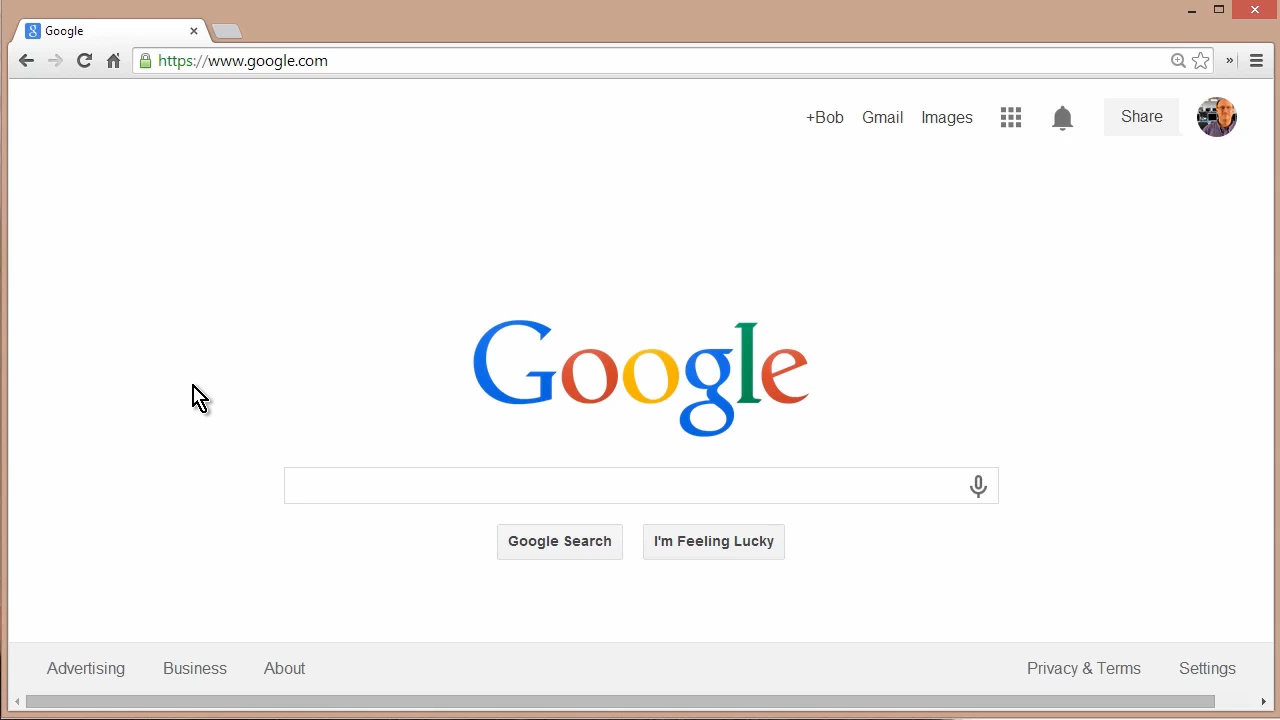 Google
https://www.google.com
+Bob Gmail Images Share
Google
Google Search I'm Feeling Lucky
Advertising Business About Privacy & Terms Settings